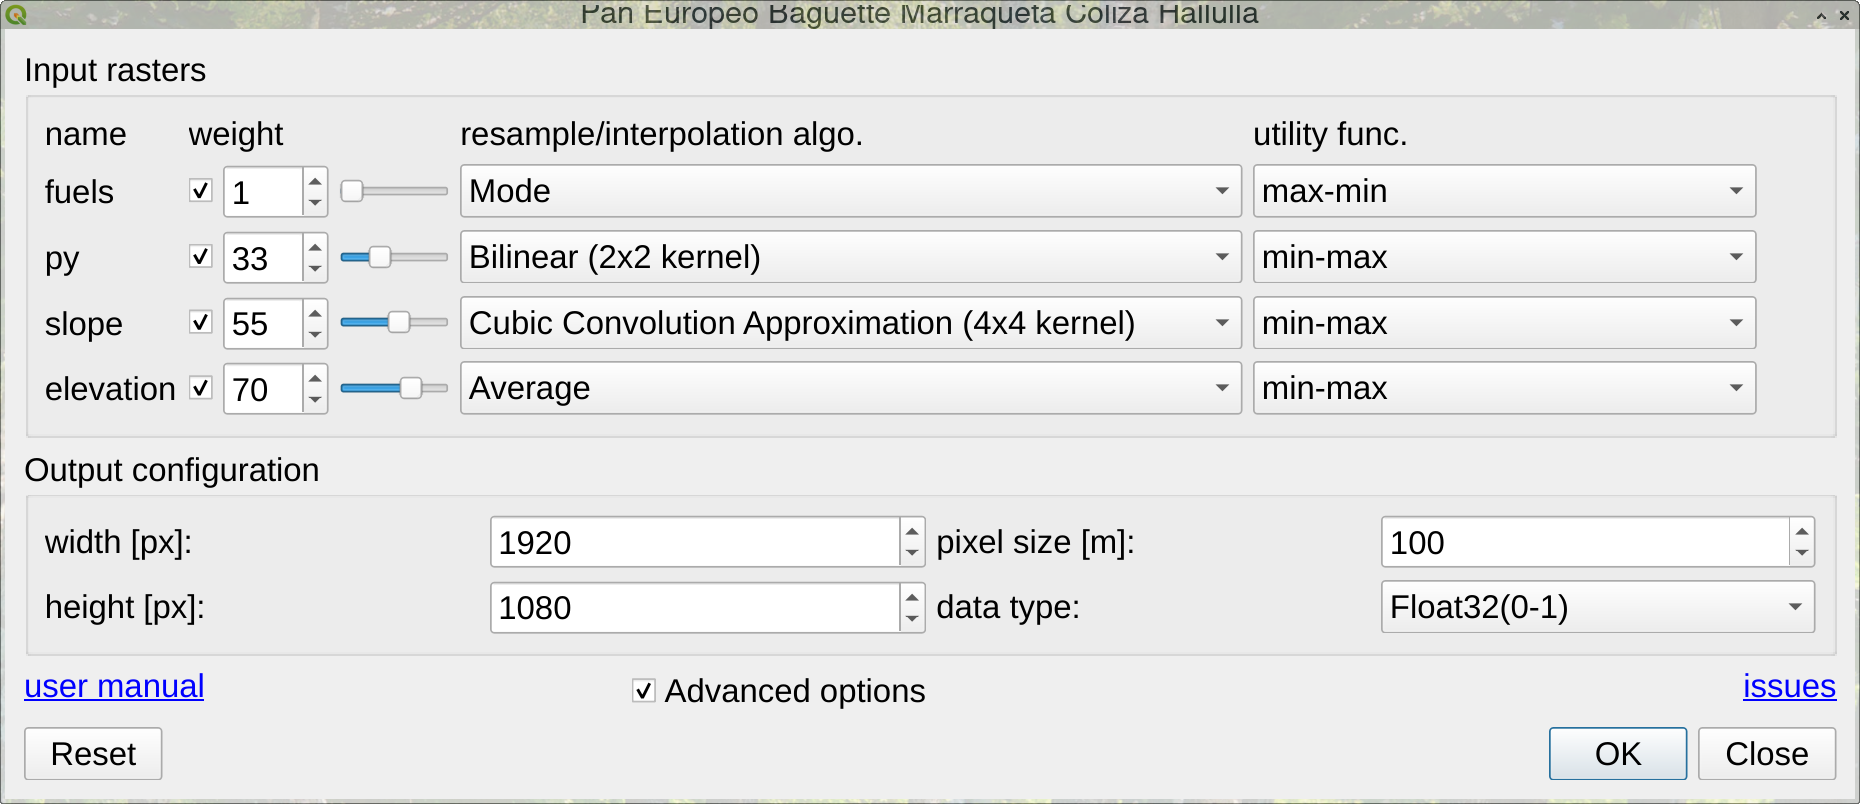 Pan Europeo Baguette Marraqueta Coliza Hallulla
Input rasters
name weight resample/interpolation algo. utility func.
fuels 1 Mode max-min
py 33 Bilinear (2x2 kernel) min-max
slope 55 Cubic Convolution Approximation (4x4 kernel) min-max
elevation 70 Average min-max
Output configuration
width [px]: 1920 pixel size [m]: 100
height [px]: 1080 data type: Float32(0-1)
user manual Advanced options issues
Reset OK Close